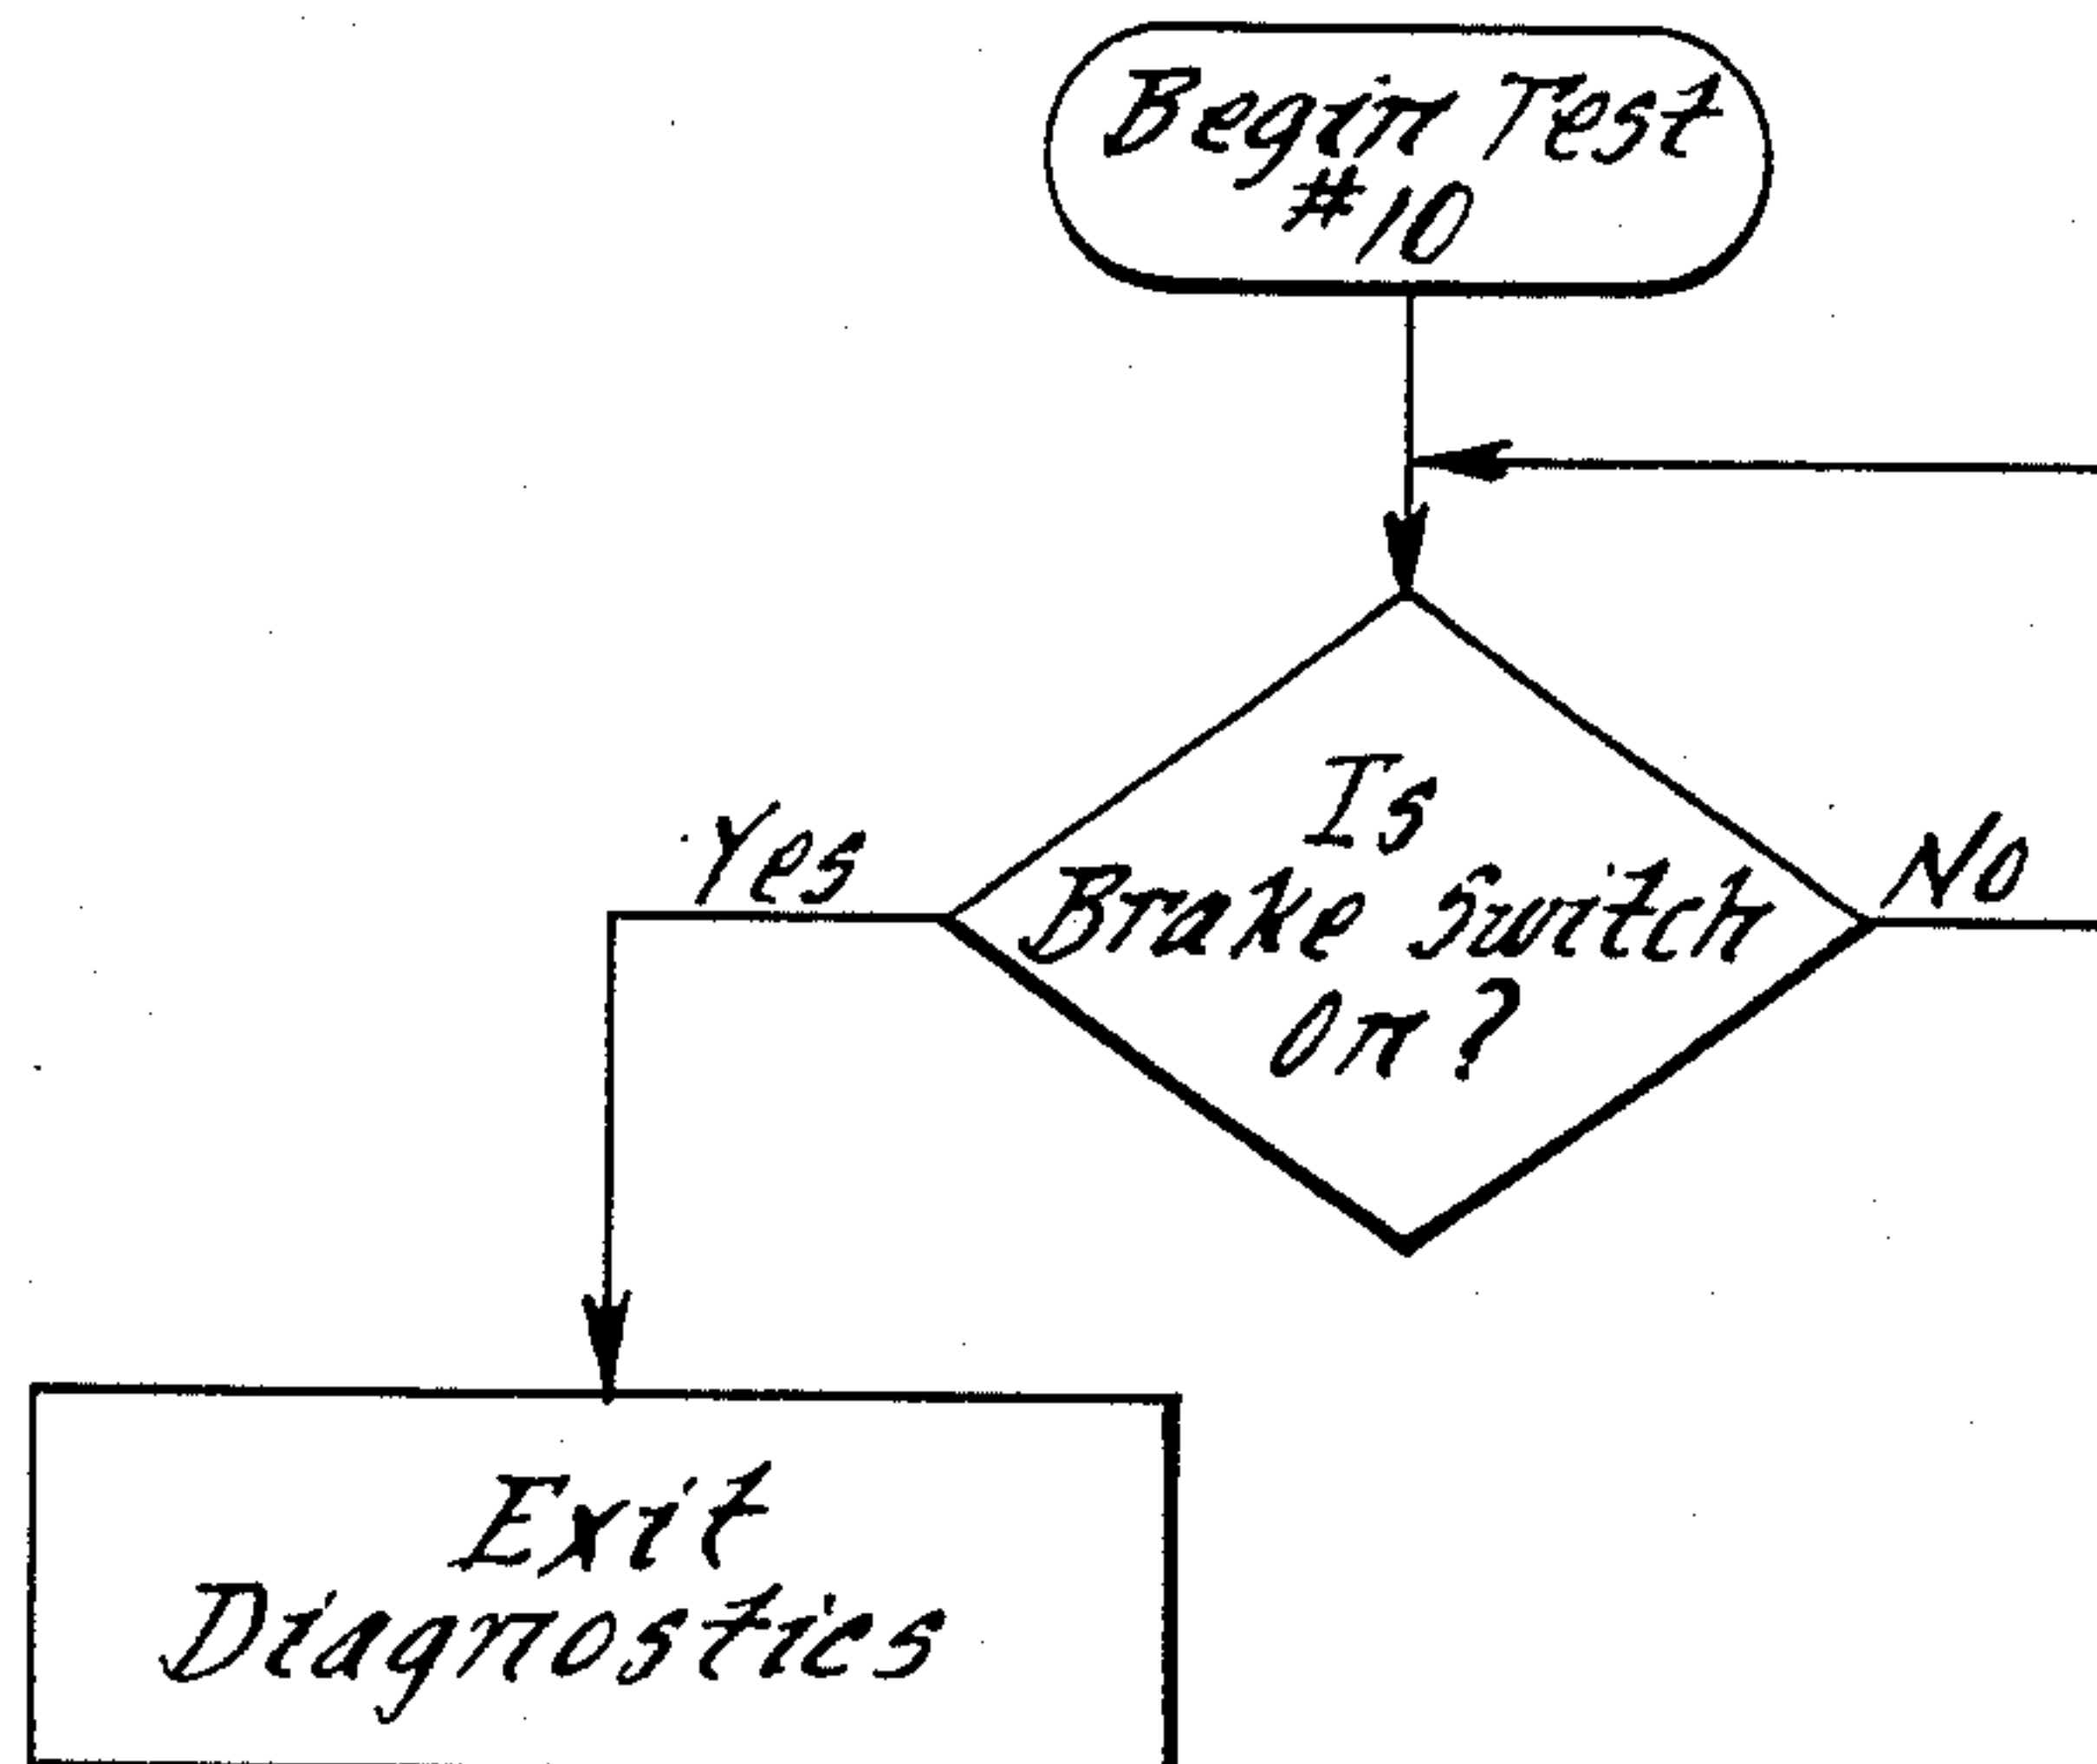 Begin Test
#10
Is
Brake Switch
on?
Yes
No
Exit
Diagnostics